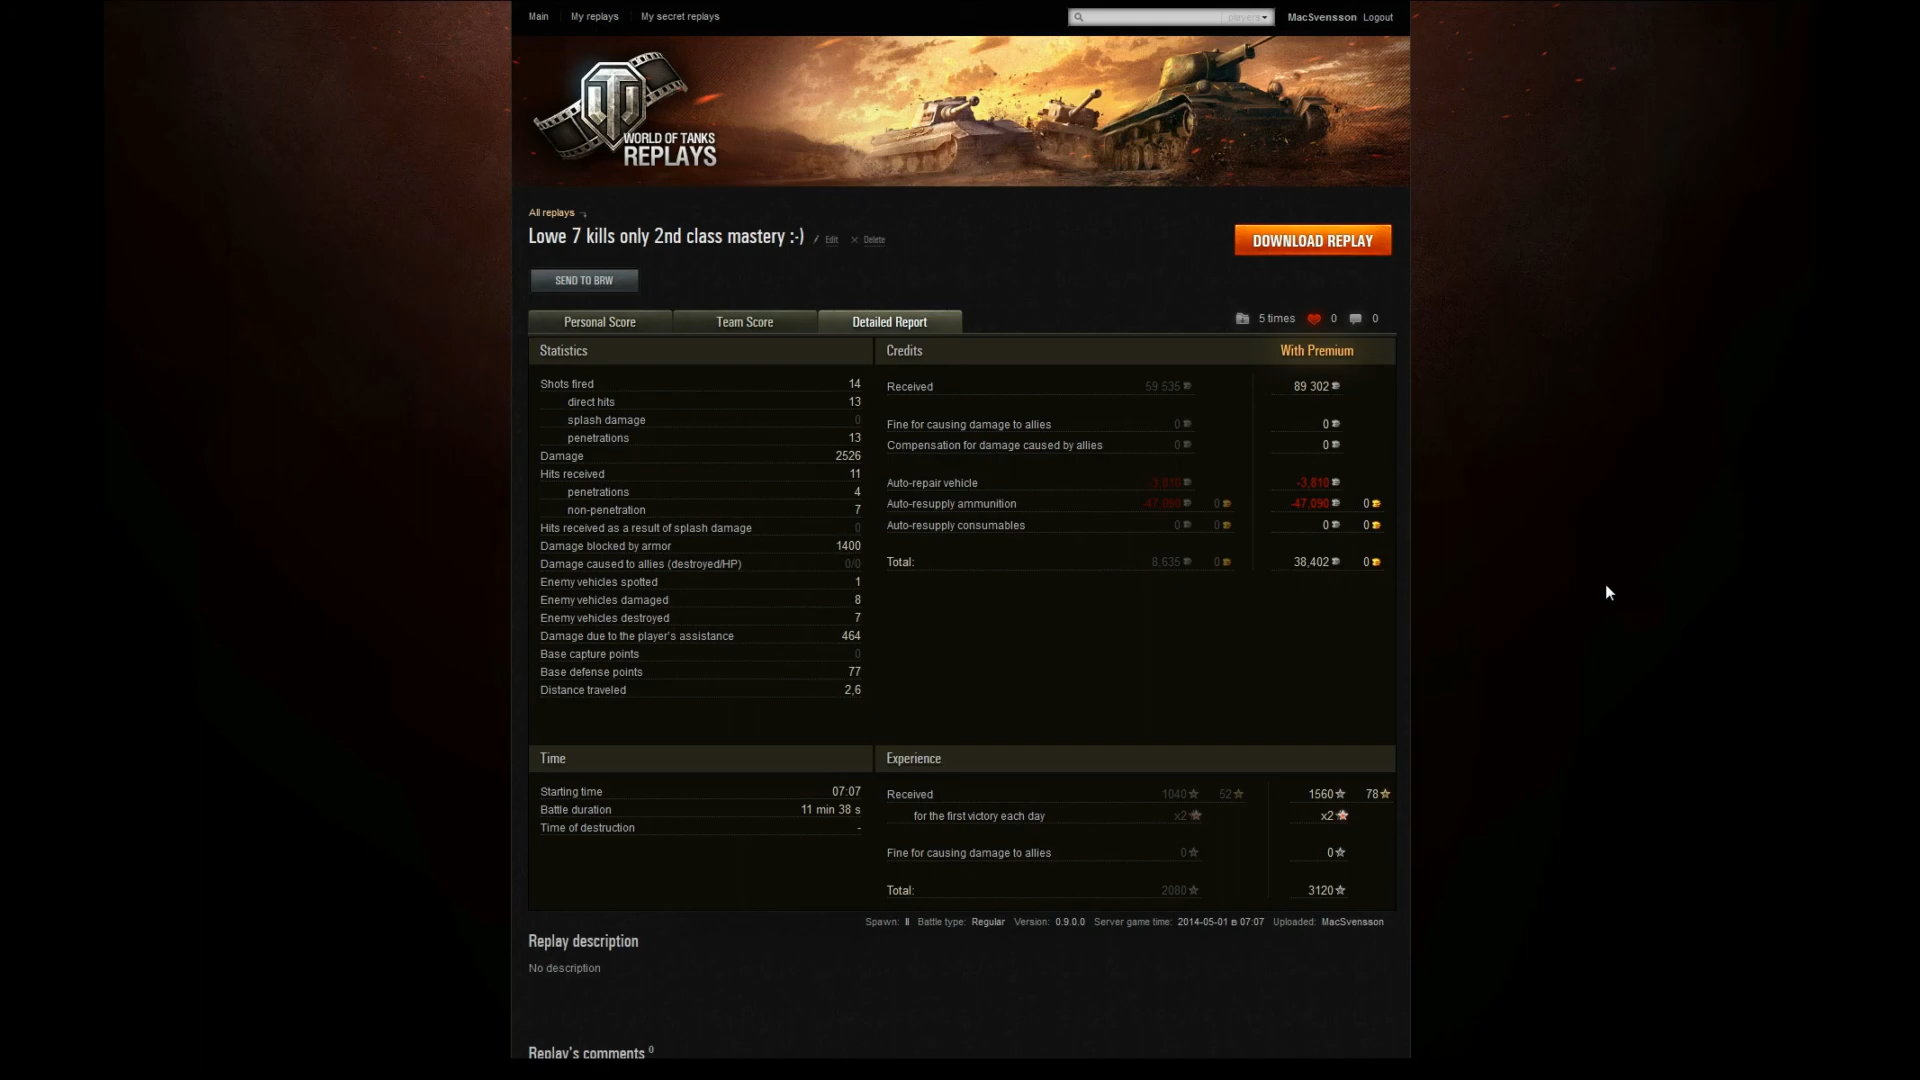 Main My replays My secret replays players MacSvensson Logout
WORLD OF TANKS
REPLAYS
All replays
Lowe 7 kills only 2nd class mastery :-) Edit Delete
DOWNLOAD REPLAY
SEND TO BRW
Personal Score Team Score Detailed Report 5 times 0 0
Statistics
Shots fired 14
direct hits 13
splash damage 0
penetrations 13
Damage 2526
Hits received 11
penetrations 4
non-penetration 7
Hits received as a result of splash damage 0
Damage blocked by armor 1400
Damage caused to allies (destroyed/HP) 0/0
Enemy vehicles spotted 1
Enemy vehicles damaged 8
Enemy vehicles destroyed 7
Damage due to the player's assistance 464
Base capture points 0
Base defense points 77
Distance traveled 2,6
Credits With Premium
Received 59 535 89 302
Fine for causing damage to allies 0 0
Compensation for damage caused by allies 0 0
Auto-repair vehicle -3,810 -3,810
Auto-resupply ammunition -47,090 0 -47,090 0
Auto-resupply consumables 0 0 0 0
Total: 8,635 0 38,402 0
Time
Starting time 07:07
Battle duration 11 min 38 s
Time of destruction -
Experience
Received 1040 52 1560 78
for the first victory each day x2 x2
Fine for causing damage to allies 0 0
Total: 2080 3120
Spawn: II Battle type: Regular Version: 0.9.0.0 Server game time: 2014-05-01 в 07:07 Uploaded: MacSvensson
Replay description
No description
Replay's comments 0